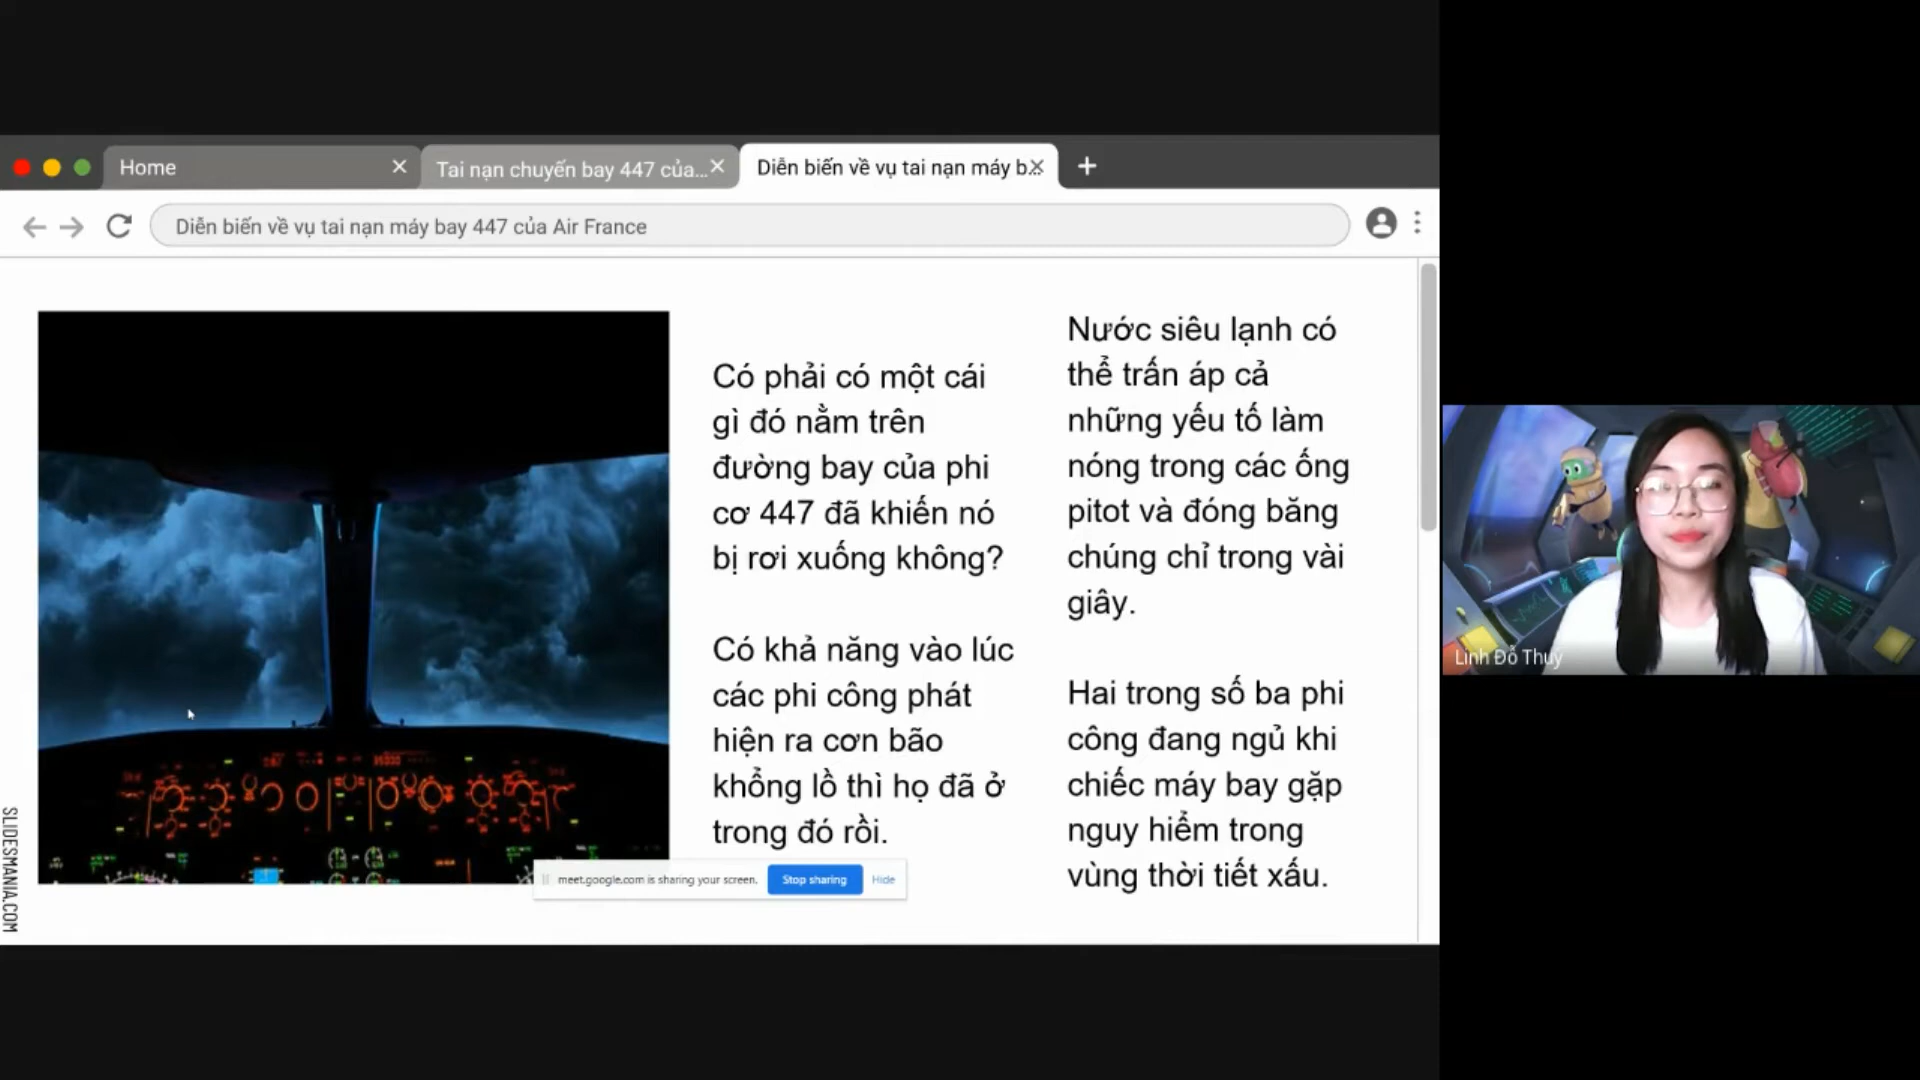 Home
Tai nạn chuyến bay 447 của...
Diễn biến về vụ tai nạn máy b...
Diễn biến về vụ tai nạn máy bay 447 của Air France
Có phải có một cái
gì đó nằm trên
đường bay của phi
cơ 447 đã khiến nó
bị rơi xuống không?
Có khả năng vào lúc
các phi công phát
hiện ra cơn bão
khổng lồ thì họ đã ở
trong đó rồi.
Nước siêu lạnh có
thể trấn áp cả
những yếu tố làm
nóng trong các ống
pitot và đóng băng
chúng chỉ trong vài
giây.
Hai trong số ba phi
công đang ngủ khi
chiếc máy bay gặp
nguy hiểm trong
vùng thời tiết xấu.
SLIDESMANIA.COM
meet.google.com is sharing your screen.
Stop sharing
Hide
Linh Đỗ Thuỳ